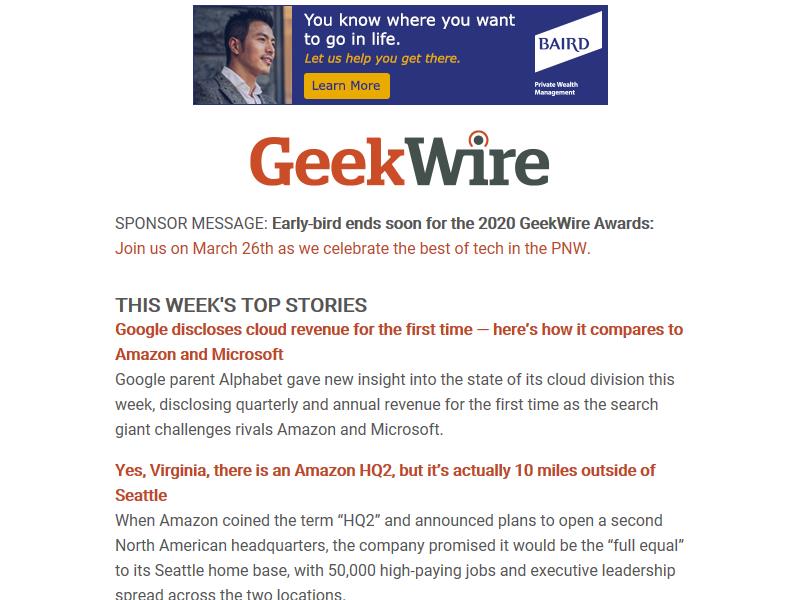 You know where you want
to go in life.
Let us help you get there.
Learn More
BAIRD
Private Wealth
Management
GeekWire
SPONSOR MESSAGE: Early-bird ends soon for the 2020 GeekWire Awards:
Join us on March 26th as we celebrate the best of tech in the PNW.
THIS WEEK'S TOP STORIES
Google discloses cloud revenue for the first time — here’s how it compares to
Amazon and Microsoft
Google parent Alphabet gave new insight into the state of its cloud division this
week, disclosing quarterly and annual revenue for the first time as the search
giant challenges rivals Amazon and Microsoft.
Yes, Virginia, there is an Amazon HQ2, but it’s actually 10 miles outside of
Seattle
When Amazon coined the term “HQ2” and announced plans to open a second
North American headquarters, the company promised it would be the “full equal”
to its Seattle home base, with 50,000 high-paying jobs and executive leadership
spread across the two locations.